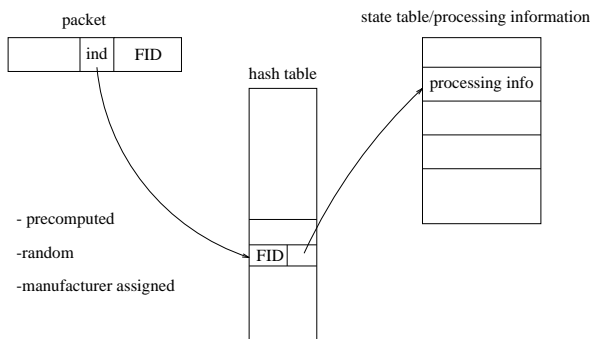 packet
ind
FID
state table/processing information
processing info
hash table
- precomputed
-random
-manufacturer assigned
FID